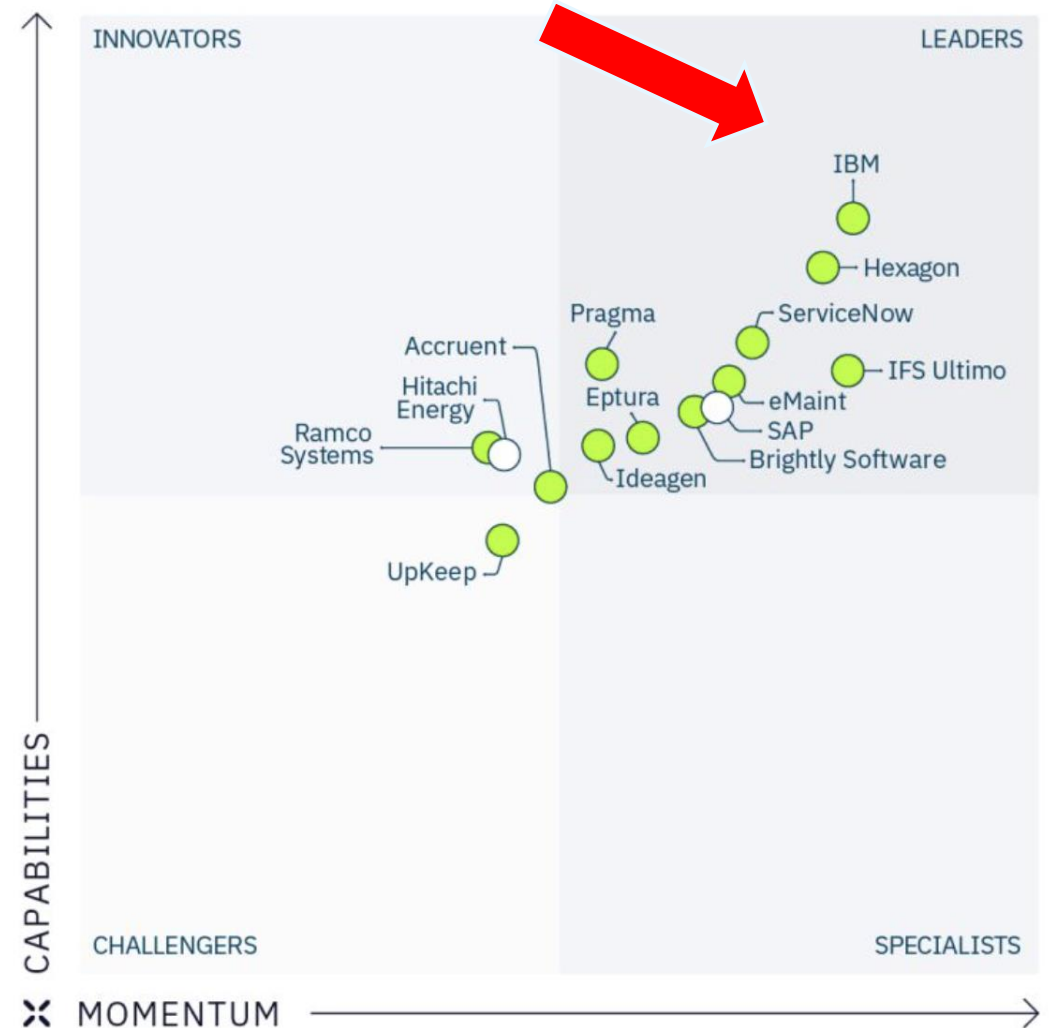 INNOVATORS
LEADERS
IBM
Hexagon
Pragma
ServiceNow
Accruent
IFS Ultimo
Hitachi
Energy
Eptura
eMaint
SAP
Ramco
Systems
Brightly Software
Ideagen
UpKeep
CAPABILITIES
CHALLENGERS
SPECIALISTS
MOMENTUM